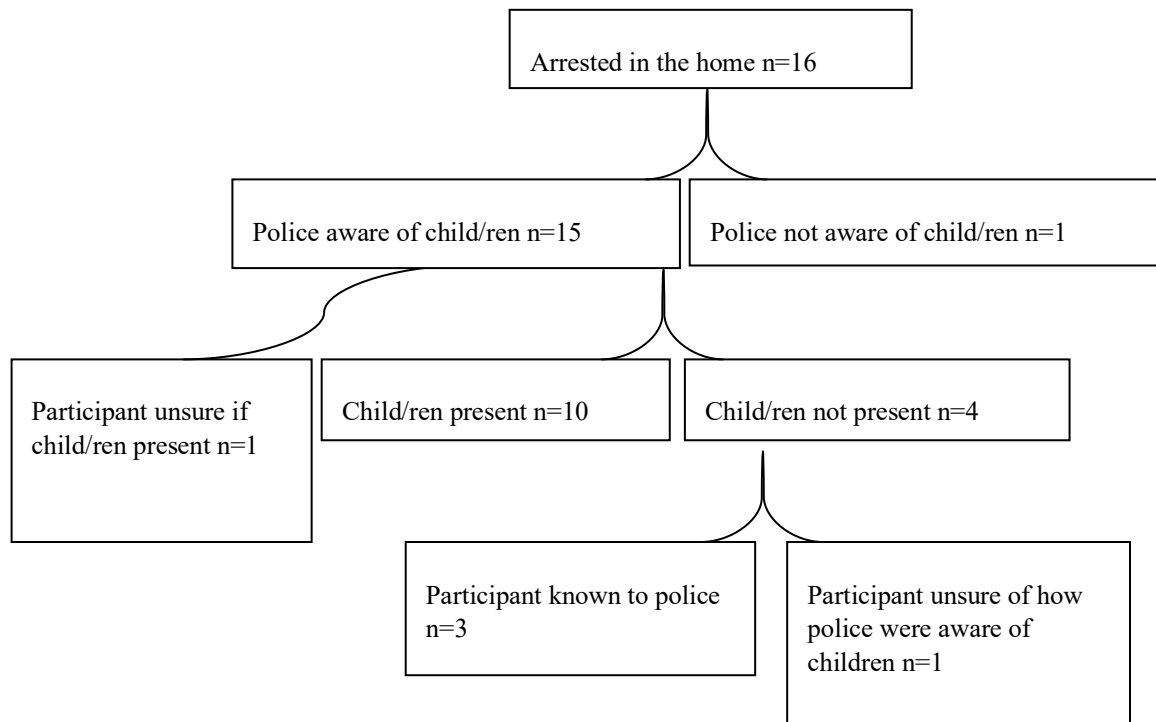 Arrested in the home n=16
Police aware of child/ren n=15
Police not aware of child/ren n=1
Participant unsure if
child/ren present n=1
Child/ren present n=10
Child/ren not present n=4
Participant known to police
n=3
Participant unsure of how
police were aware of
children n=1